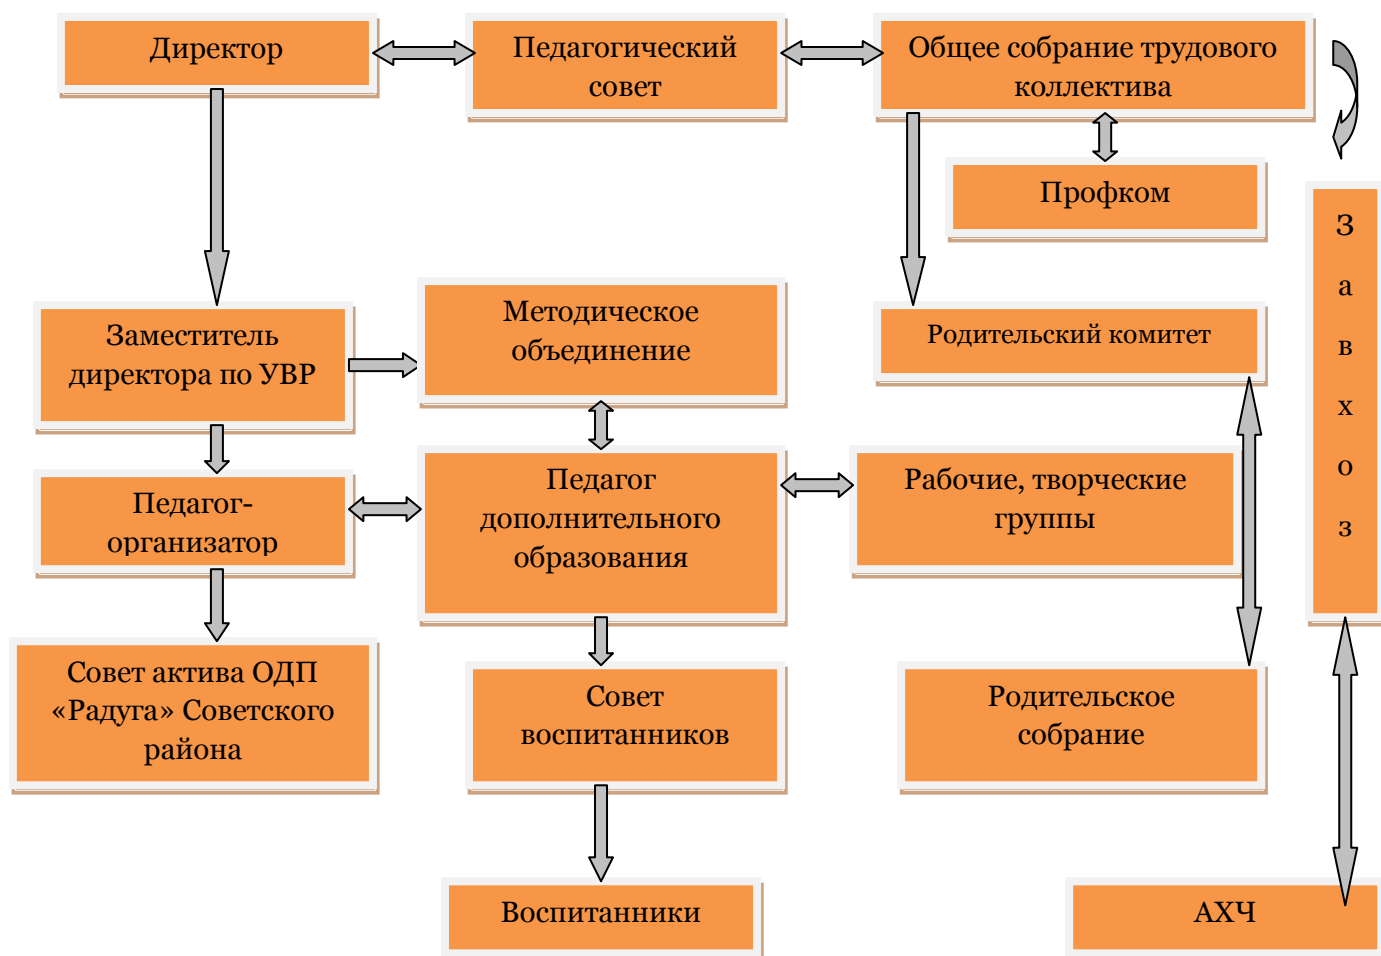 Директор
Педагогический
совет
Общее собрание трудового
коллектива
Профком
З
а
в
х
о
з
Заместитель
директора по УВР
Методическое
объединение
Родительский комитет
Педагог-
организатор
Педагог
дополнительного
образования
Рабочие, творческие
группы
Совет актива ОДП
«Радуга» Советского
района
Совет
воспитанников
Родительское
собрание
Воспитанники
АХЧ